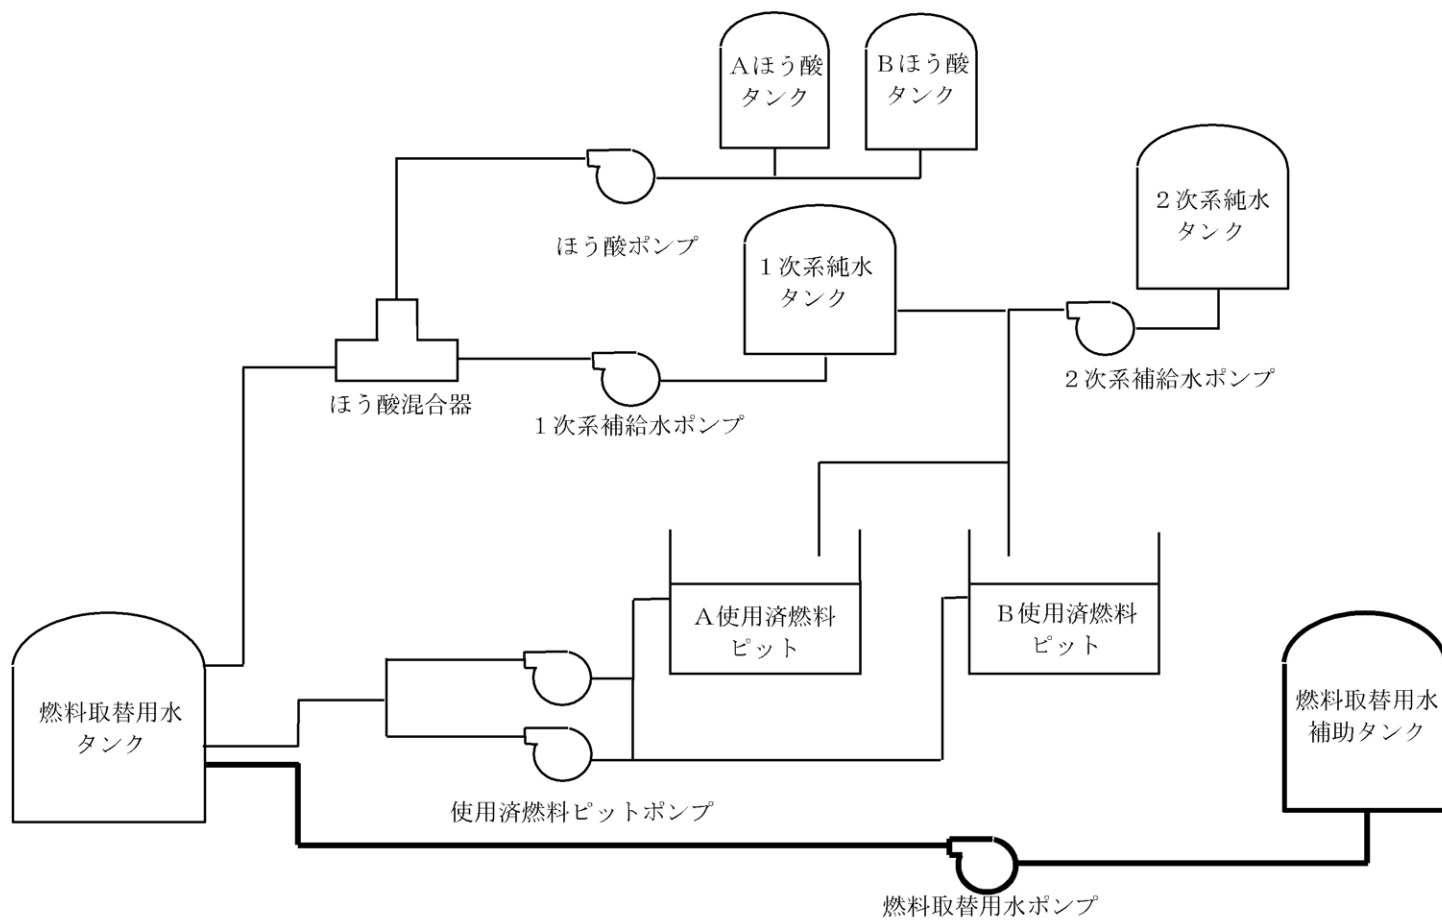 Aほう酸
タンク
Bほう酸
タンク
2次系純水
タンク
ほう酸ポンプ
1次系純水
タンク
2次系補給水ポンプ
ほう酸混合器
1次系補給水ポンプ
A使用済燃料
ピット
B使用済燃料
ピット
燃料取替用水
タンク
燃料取替用水
補助タンク
使用済燃料ピットポンプ
燃料取替用水ポンプ